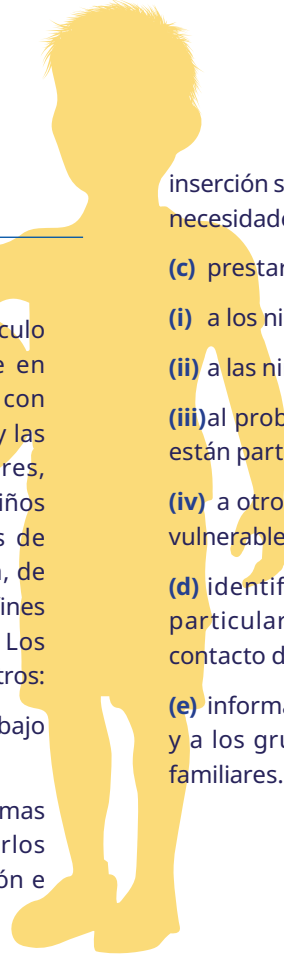 culo
e en
con
y las
res,
iños
s de
, de
ines
Los
tros:
bajo
mas
rlos
ón e
inserción s
necesidade
(c) prestar
(i) a los ni
(ii) a las ni
(iii)al prob
están part
(iv) a otro
vulnerable
(d) identif
particular
contacto d
(e) informa
y a los gru
familiares.